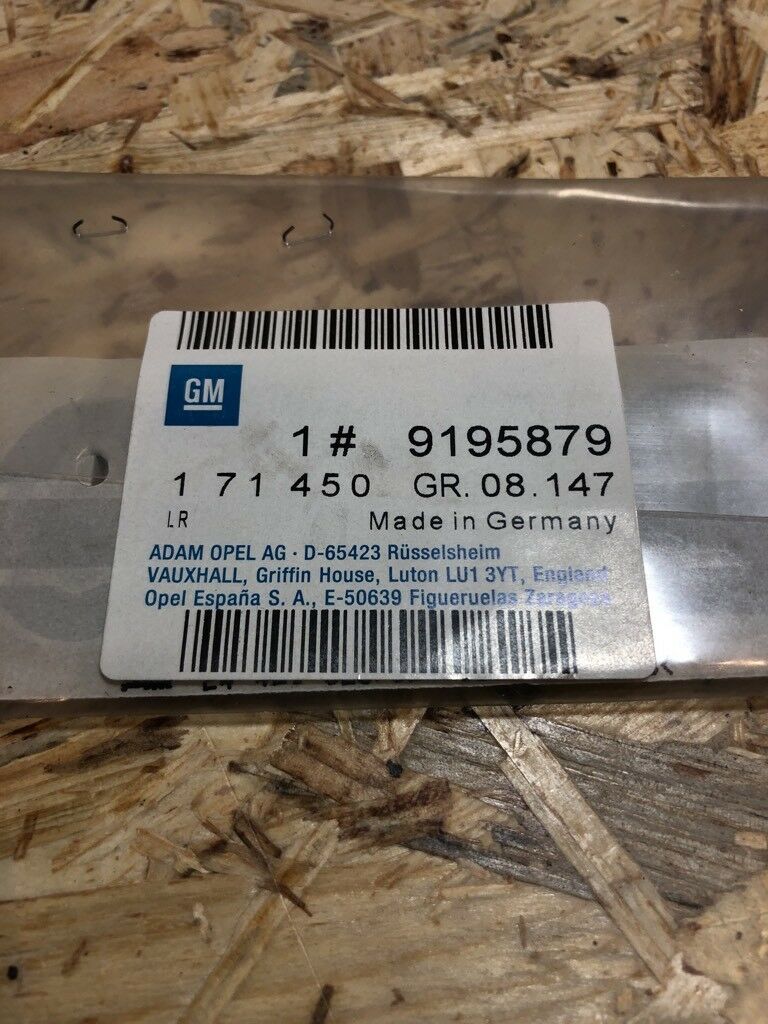 GM
1 # 9195879
1 71 450 GR. 08.147
LR Made in Germany
ADAM OPEL AG · D-65423 Rüsselsheim
VAUXHALL, Griffin House, Luton LU1 3YT, England
Opel España S. A., E-50639 Figueruelas Zaragoza